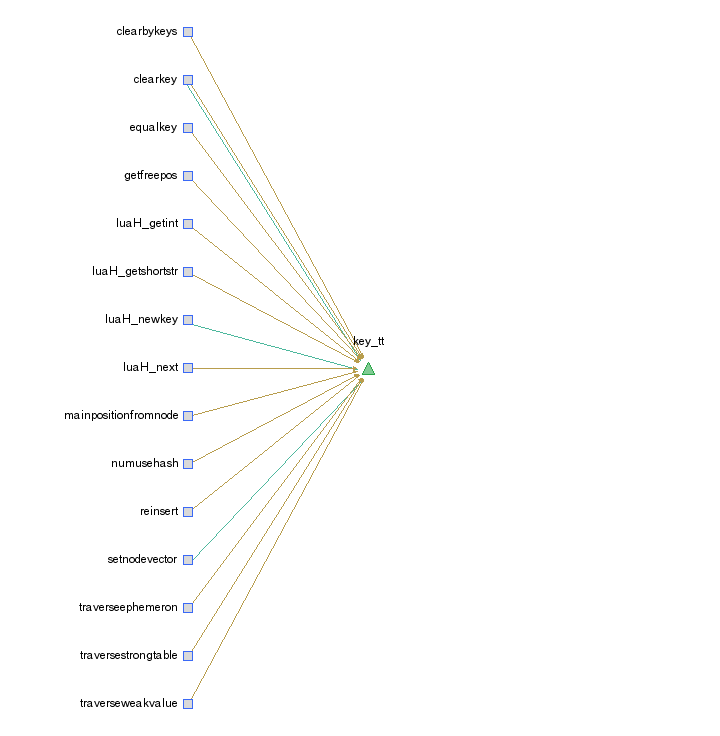 clearbykeys
clearkey
equalkey
getfreepos
luaH_getint
luaH_getshortstr
luaH_newkey
key_tt
luaH_next
mainpositionfromnode
numusehash
reinsert
setnodevector
traverseephemeron
traversestrongtable
traverseweakvalue